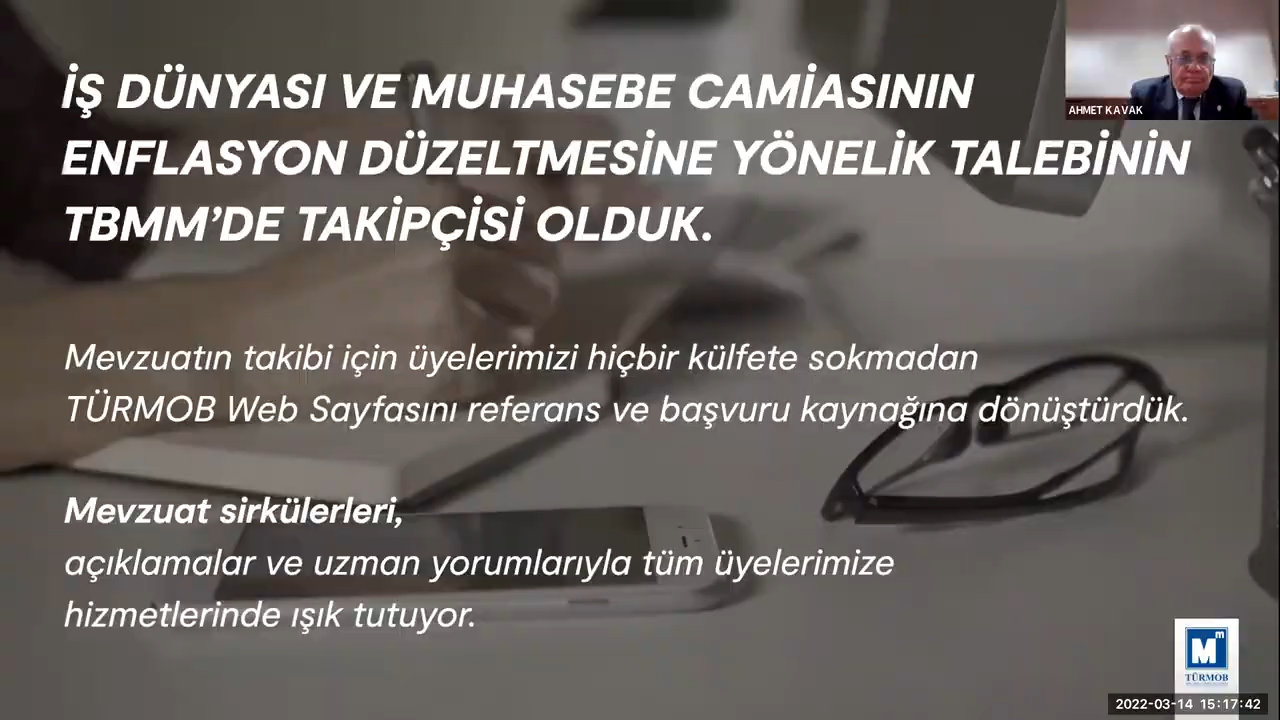 İŞ DÜNYASI VE MUHASEBE CAMİASININ
ENFLASYON DÜZELTMESİNE YÖNELİK TALEBİNİN
TBMM’DE TAKİPÇİSİ OLDUK.
AHMET KAVAK
Mevzuatın takibi için üyelerimizi hiçbir külfete sokmadan
TÜRMOB Web Sayfasını referans ve başvuru kaynağına dönüştürdük.
Mevzuat sirkülerleri,
açıklamalar ve uzman yorumlarıyla tüm üyelerimize
hizmetlerinde ışık tutuyor.
Mm
TÜRMOB
2022-03-14 15:17:42